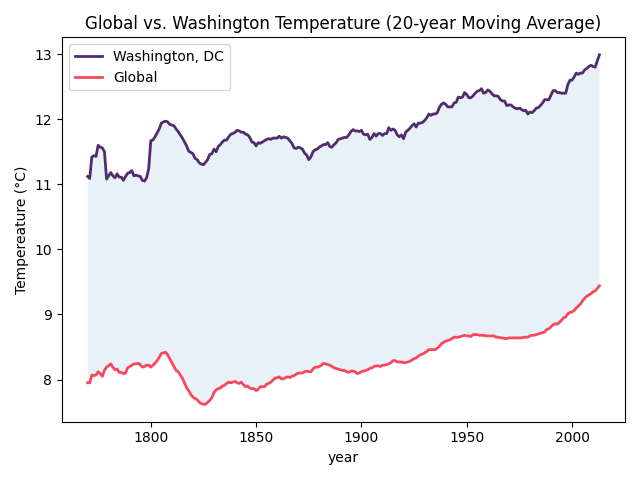 Global vs. Washington Temperature (20-year Moving Average)
Washington, DC
Global
Tempereature (°C)
13
12
11
10
9
8
1800
1850
1900
1950
2000
year